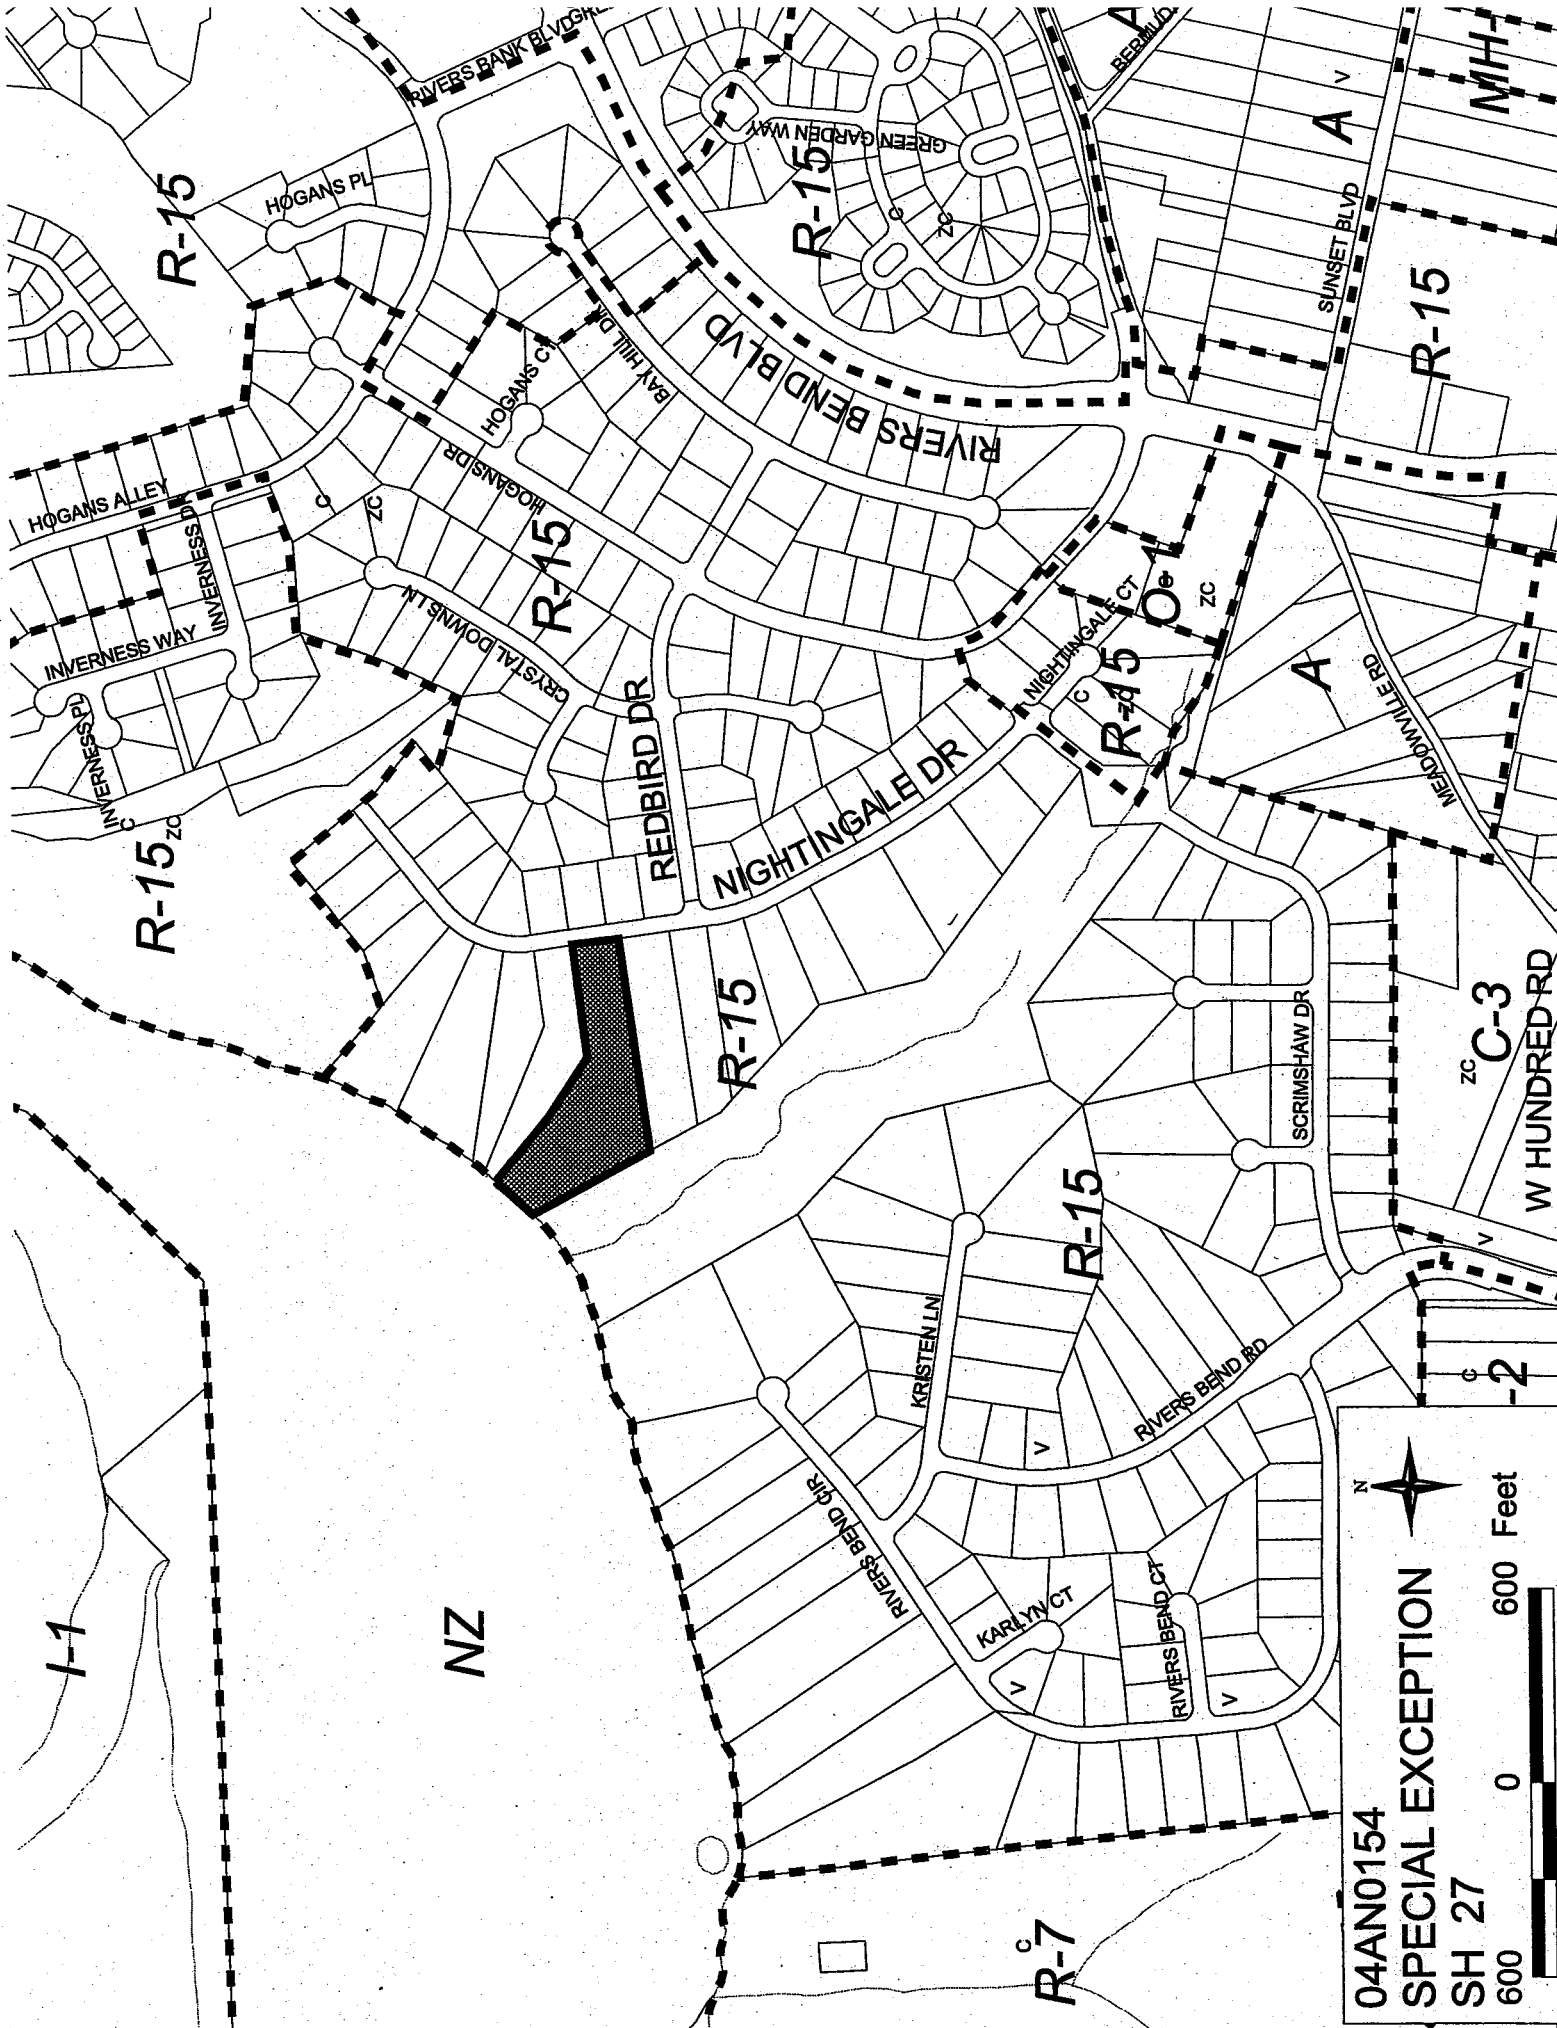 I-1
NZ
R-7
C
R-15
ZC
R-15
R-15
R-15
R-15
R-15
R-15
R-15
ZC
C
ZC
C
C
ZC
A
A
A
V
MH-
C-3
ZC
-2
C
V
V
V
V
HOGANS ALLEY
INVERNESS DR
INVERNESS WAY
INVERNESS PL
C
HOGANS PL
RIVERS BANK BLVD
HOGANS CT
HOGANS DR
BAY HILL DR
CRYSTAL DOWNS LN
RIVERS BEND BLVD
GREEN GARDEN WAY
SUNSET BLVD
REDBIRD DR
NIGHTINGALE DR
NIGHTINGALE CT
MEADOWVILLE RD
SCRIMSHAW DR
W HUNDRED RD
KRISTEN LN
RIVERS BEND RD
RIVERS BEND CIR
KARLYN CT
RIVERS BEND CT
04AN0154
SPECIAL EXCEPTION
SH 27
N
600 0 600 Feet